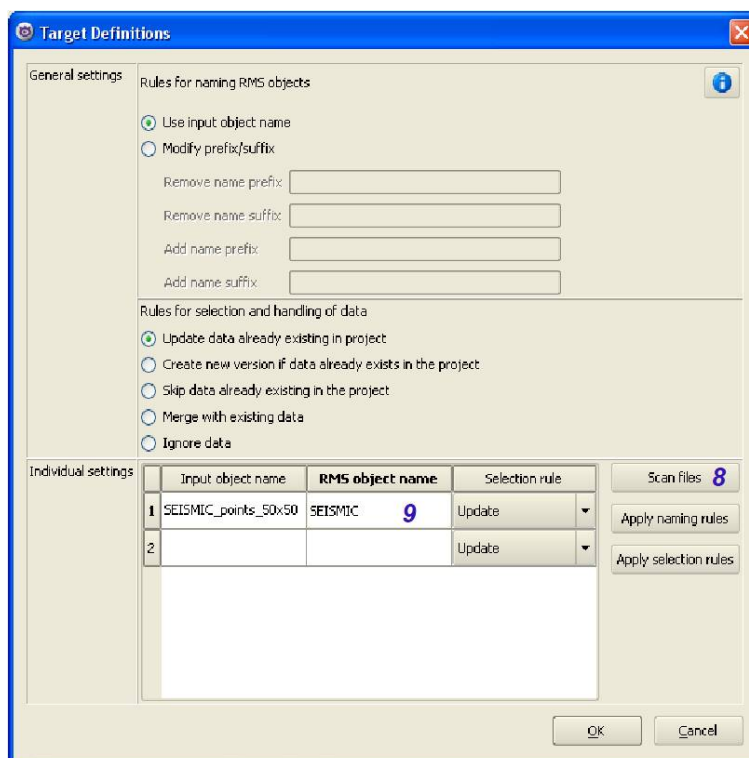 Target Definitions
General settings
Rules for naming RMS objects
Use input object name
Modify prefix/suffix
Remove name prefix
Remove name suffix
Add name prefix
Add name suffix
Rules for selection and handling of data
Update data already existing in project
Create new version if data already exists in the project
Skip data already existing in the project
Merge with existing data
Ignore data
Individual settings
Input object name RMS object name Selection rule
1 SEISMIC_points_50x50 SEISMIC 9 Update
2 Update
Scan files 8
Apply naming rules
Apply selection rules
OK Cancel